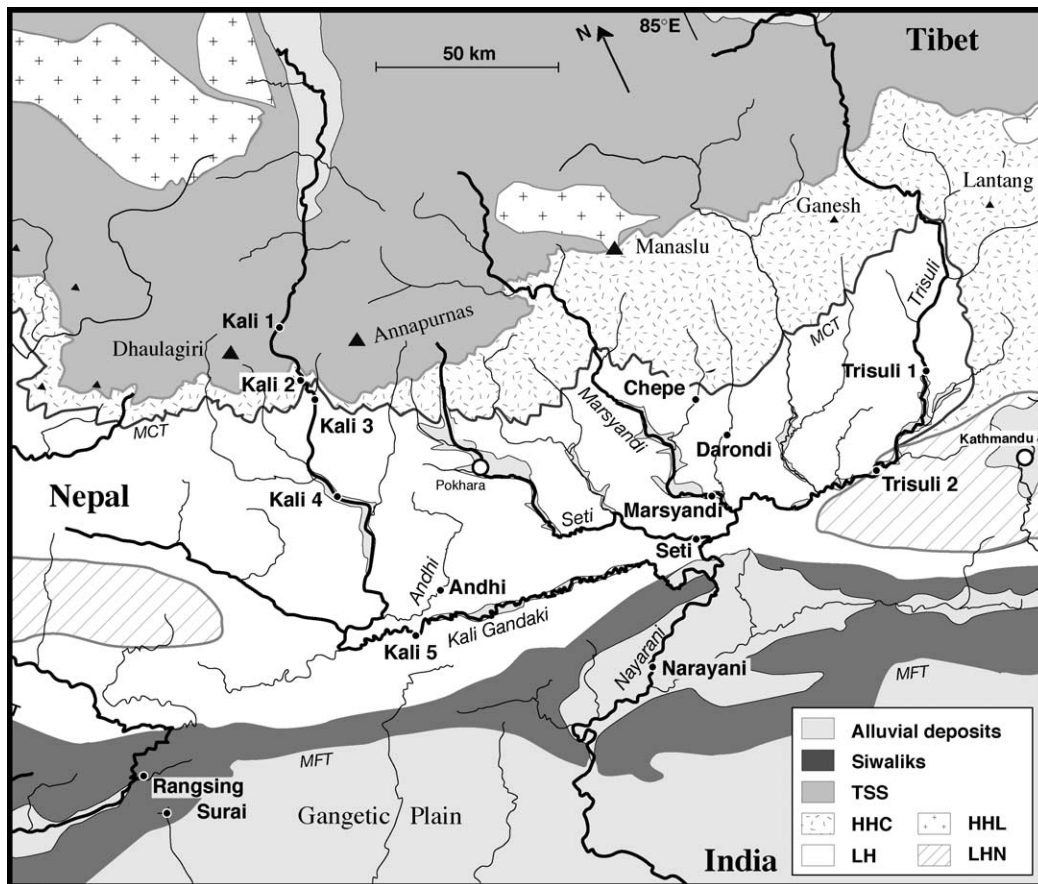 N
85°E
Tibet
50 km
Lantang
Ganesh
Manaslu
Trisuli
Kali 1
Annapurnas
MCT
Dhaulagiri
Kali 2
Chepe
Trisuli 1
Kali 3
Marsyandi
MCT
Darondi
Kathmandu
Pokhara
Trisuli 2
Nepal
Kali 4
Marsyandi
Seti
Seti
Andhi
Andhi
Kali Gandaki
Kali 5
Nayarani
Narayani
MFT
MFT
Rangsing
Surai
Gangetic Plain
India
Alluvial deposits
Siwaliks
TSS
HHC HHL
LH LHN